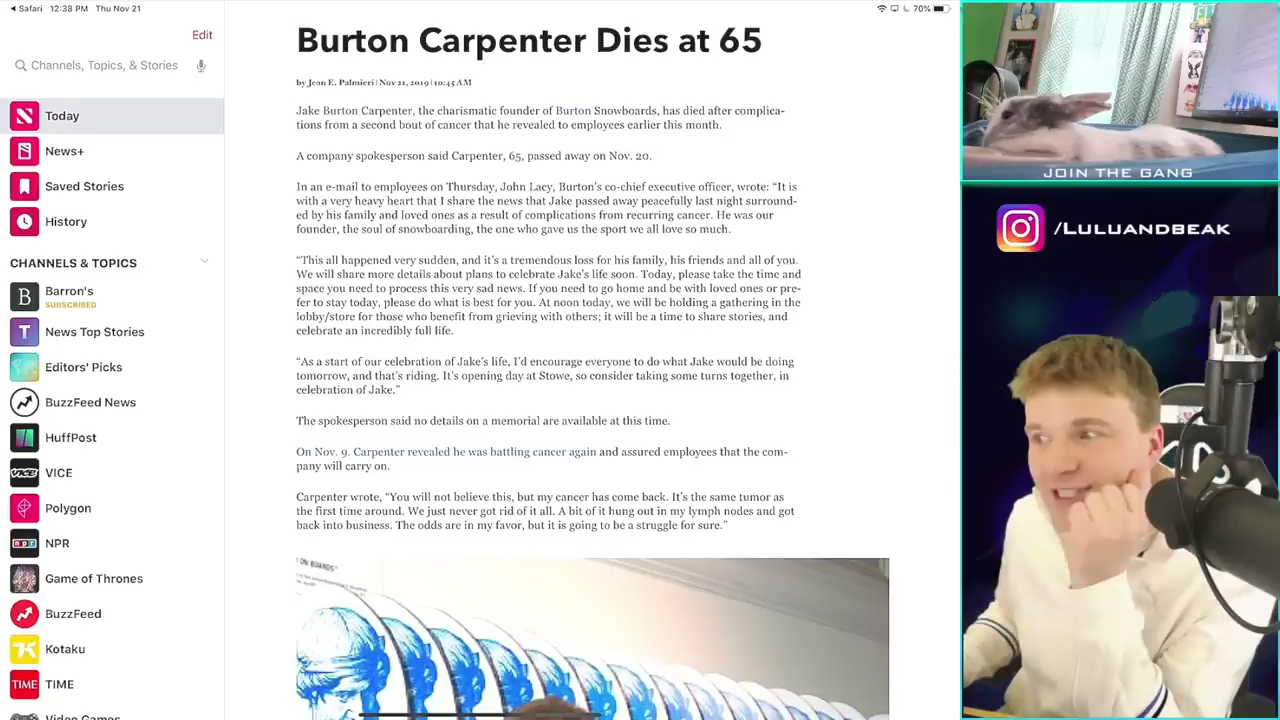 Safari 12:38 PM Thu Nov 21
70%
Edit
Channels, Topics, & Stories
Today
News+
Saved Stories
History
CHANNELS & TOPICS
Barron's
SUBSCRIBED
News Top Stories
Editors' Picks
BuzzFeed News
HuffPost
VICE
Polygon
NPR
Game of Thrones
BuzzFeed
Kotaku
TIME
TIME
Video Games
Burton Carpenter Dies at 65
by Jean E. Palmieri | Nov 21, 2019 | 10:45 AM
Jake Burton Carpenter, the charismatic founder of Burton Snowboards, has died after complica-
tions from a second bout of cancer that he revealed to employees earlier this month.
A company spokesperson said Carpenter, 65, passed away on Nov. 20.
In an e-mail to employees on Thursday, John Lacy, Burton's co-chief executive officer, wrote: “It is
with a very heavy heart that I share the news that Jake passed away peacefully last night surround-
ed by his family and loved ones as a result of complications from recurring cancer. He was our
founder, the soul of snowboarding, the one who gave us the sport we all love so much.
“This all happened very sudden, and it's a tremendous loss for his family, his friends and all of you.
We will share more details about plans to celebrate Jake's life soon. Today, please take the time and
space you need to process this very sad news. If you need to go home and be with loved ones or pre-
fer to stay today, please do what is best for you. At noon today, we will be holding a gathering in the
lobby/store for those who benefit from grieving with others; it will be a time to share stories, and
celebrate an incredibly full life.
“As a start of our celebration of Jake's life, I'd encourage everyone to do what Jake would be doing
tomorrow, and that's riding. It's opening day at Stowe, so consider taking some turns together, in
celebration of Jake.”
The spokesperson said no details on a memorial are available at this time.
On Nov. 9. Carpenter revealed he was battling cancer again and assured employees that the com-
pany will carry on.
Carpenter wrote, “You will not believe this, but my cancer has come back. It's the same tumor as
the first time around. We just never got rid of it all. A bit of it hung out in my lymph nodes and got
back into business. The odds are in my favor, but it is going to be a struggle for sure.”
ON BOARDS"
JOIN THE GANG
/LULUANDBEAK